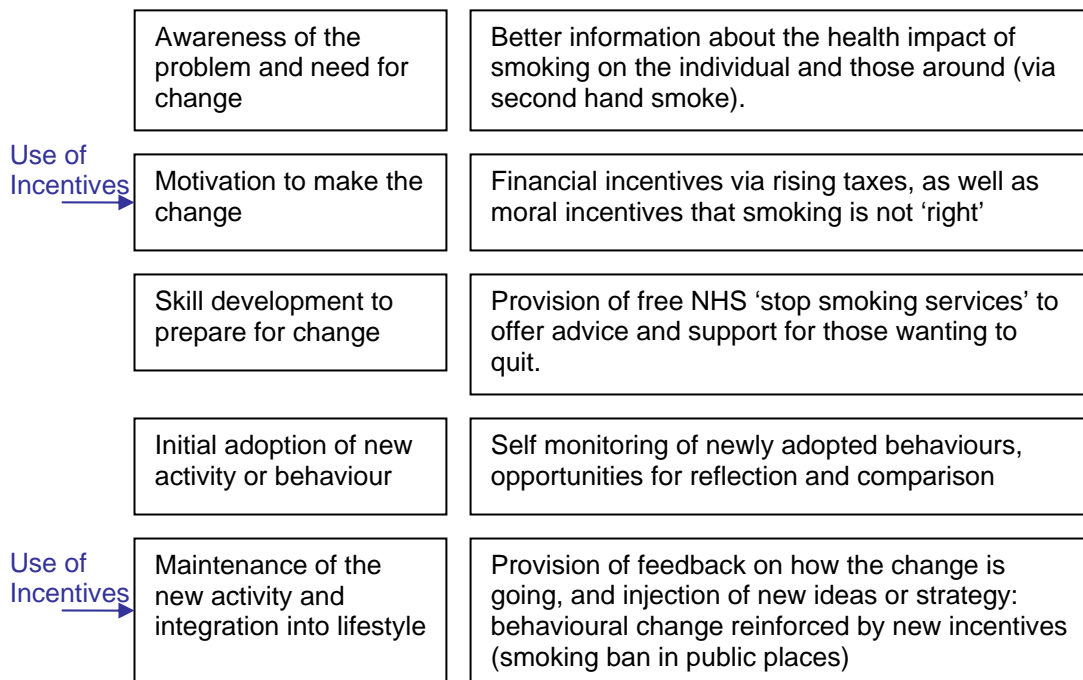 Awareness of the
problem and need for
change
Better information about the health impact of
smoking on the individual and those around (via
second hand smoke).
Use of
Incentives
Motivation to make the
change
Financial incentives via rising taxes, as well as
moral incentives that smoking is not ‘right’
Skill development to
prepare for change
Provision of free NHS ‘stop smoking services’ to
offer advice and support for those wanting to
quit.
Initial adoption of new
activity or behaviour
Self monitoring of newly adopted behaviours,
opportunities for reflection and comparison
Use of
Incentives
Maintenance of the
new activity and
integration into lifestyle
Provision of feedback on how the change is
going, and injection of new ideas or strategy:
behavioural change reinforced by new incentives
(smoking ban in public places)